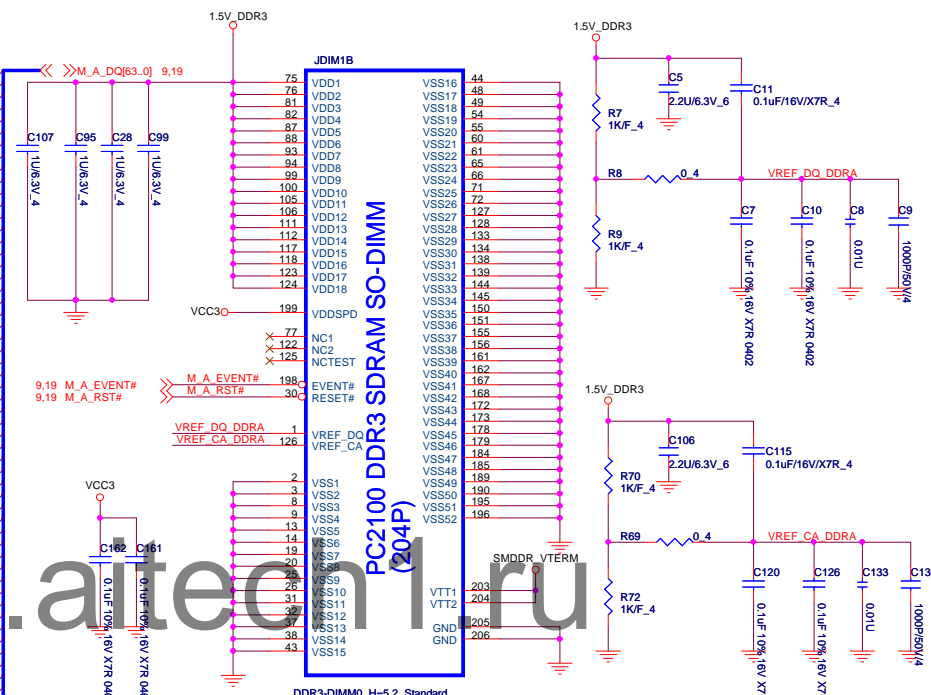 1.5V_DDR3
M_A_DQ[63..0] 9,19
C107
1U/6.3V_4
C95
1U/6.3V_4
C28
1U/6.3V_4
C99
1U/6.3V_4
JDIM1B
75 VDD1
76 VDD2
81 VDD3
82 VDD4
87 VDD5
88 VDD6
93 VDD7
94 VDD8
99 VDD9
100 VDD10
105 VDD11
106 VDD12
111 VDD13
112 VDD14
117 VDD15
118 VDD16
123 VDD17
124 VDD18
VCC3 199 VDDSPD
77 NC1
122 NC2
125 NCTEST
9,19 M_A_EVENT# M_A_EVENT# 198 EVENT#
9,19 M_A_RST# M_A_RST# 30 RESET#
VREF_DQ_DDRA 1 VREF_DQ
VREF_CA_DDRA 126 VREF_CA
2 VSS1
3 VSS2
8 VSS3
9 VSS4
13 VSS5
14 VSS6
19 VSS7
20 VSS8
25 VSS9
26 VSS10
31 VSS11
32 VSS12
37 VSS13
38 VSS14
43 VSS15
PC2100 DDR3 SDRAM SO-DIMM
(204P)
VSS16 44
VSS17 48
VSS18 49
VSS19 54
VSS20 55
VSS21 60
VSS22 61
VSS23 65
VSS24 66
VSS25 71
VSS26 72
VSS27 127
VSS28 128
VSS29 133
VSS30 134
VSS31 138
VSS32 139
VSS33 144
VSS34 145
VSS35 150
VSS36 151
VSS37 155
VSS38 156
VSS39 161
VSS40 162
VSS41 167
VSS42 168
VSS43 172
VSS44 173
VSS45 178
VSS46 179
VSS47 184
VSS48 185
VSS49 189
VSS50 190
VSS51 195
VSS52 196
SMDDR_VTERM
VTT1 203
VTT2 204
GND 205
GND 206
DDR3-DIMM0_H=5.2_Standard
VCC3
C162
0.1uF 10% 16V X7R 040
C161
0.1uF 10% 16V X7R 040
1.5V_DDR3
C5
2.2U/6.3V_6
C11
0.1uF/16V/X7R_4
R7
1K/F_4
R8 0_4
VREF_DQ_DDRA
R9
1K/F_4
C7
0.1uF 10% 16V X7R 0402
C10
0.1uF 10% 16V X7R 0402
C8
0.01U
C9
1000P/50V/4
1.5V_DDR3
C106
2.2U/6.3V_6
C115
0.1uF/16V/X7R_4
R70
1K/F_4
R69 0_4
VREF_CA_DDRA
R72
1K/F_4
C120
0.1uF 10% 16V X7
C126
0.1uF 10% 16V X7R
C133
0.01U
C13
1000P/50V/4
.aitech1.ru